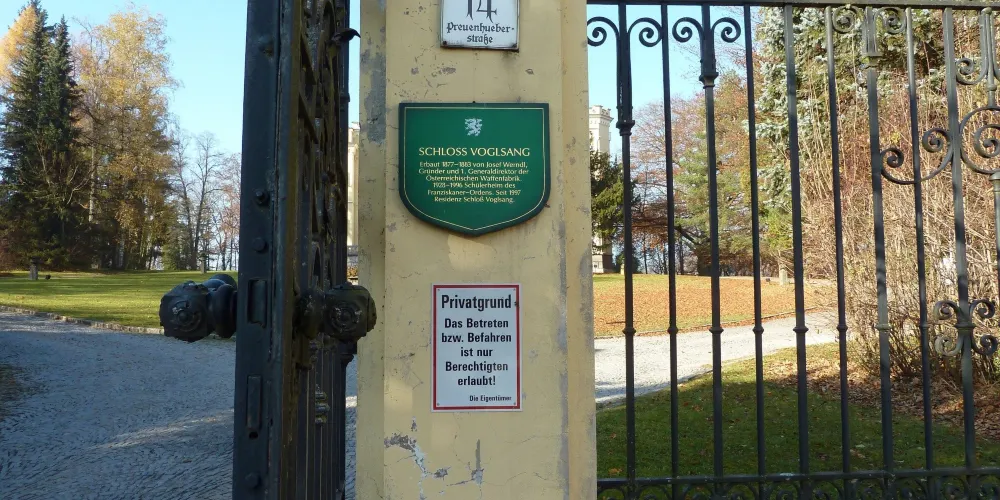 14
Preuenhueber-
straße
SCHLOSS VOGLSANG
Erbaut 1877–1883 von Josef Werndl,
Gründer und 1. Generaldirektor der
Österreichischen Waffenfabrik.
1928–1996 Schülerheim des
Franziskaner-Ordens. Seit 1997
Residenz Schloß Voglsang.
Privatgrund
Das Betreten
bzw. Befahren
ist nur
Berechtigten
erlaubt!
Die Eigentümer